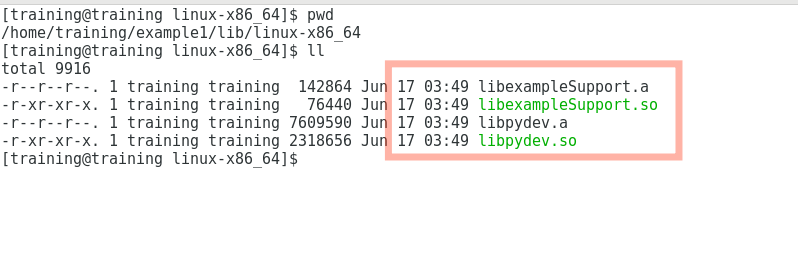 [training@training linux-x86_64]$ pwd
/home/training/example1/lib/linux-x86_64
[training@training linux-x86_64]$ ll
total 9916
-r--r--r--. 1 training training  142864 Jun 17 03:49 libexampleSupport.a
-r-xr-xr-x. 1 training training   76440 Jun 17 03:49 libexampleSupport.so
-r--r--r--. 1 training training 7609590 Jun 17 03:49 libpydev.a
-r-xr-xr-x. 1 training training 2318656 Jun 17 03:49 libpydev.so
[training@training linux-x86_64]$